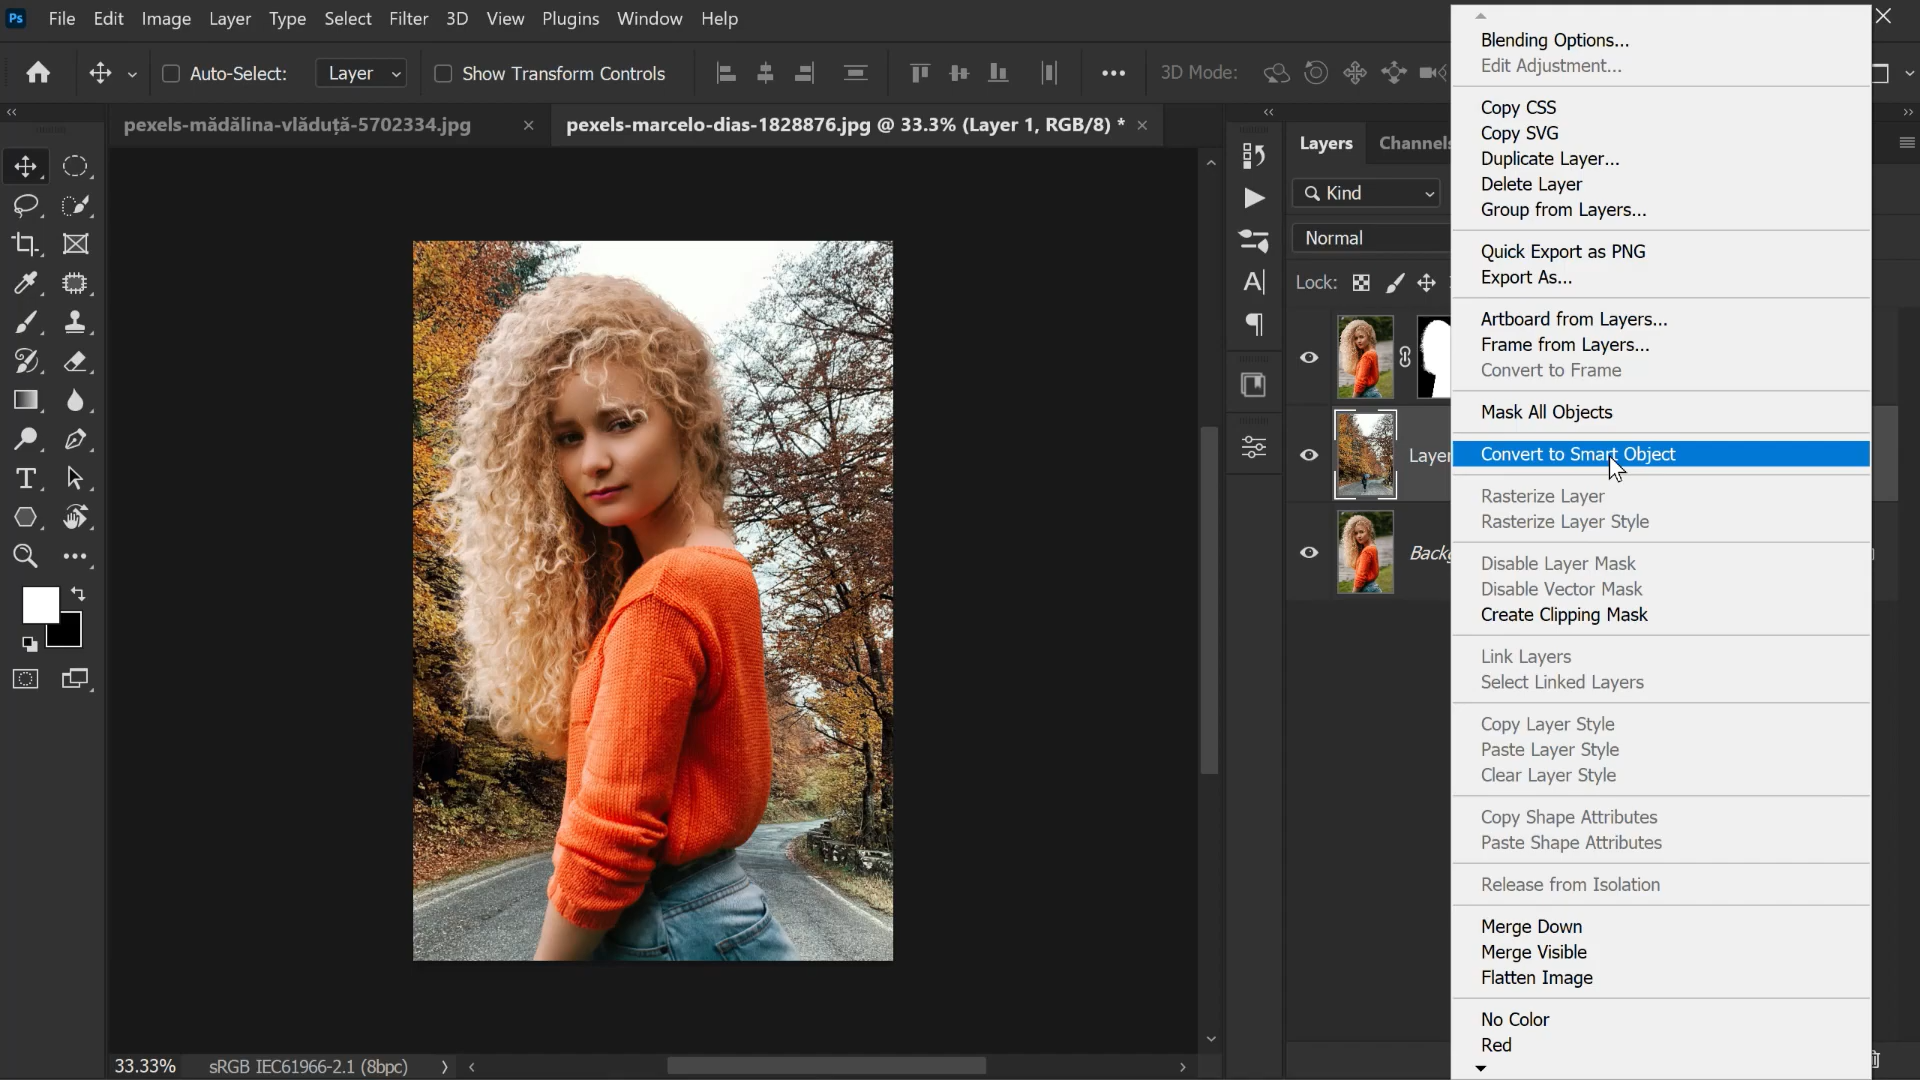 Ps File Edit Image Layer Type Select Filter 3D View Plugins Window Help
Auto-Select: Layer Show Transform Controls 3D Mode:
pexels-mădălina-vlăduță-5702334.jpg × pexels-marcelo-dias-1828876.jpg @ 33.3% (Layer 1, RGB/8) * ×
Layers Channels
Kind
Normal
Lock:
Layer
Backg
33.33% sRGB IEC61966-2.1 (8bpc)
Blending Options...
Edit Adjustment...
Copy CSS
Copy SVG
Duplicate Layer...
Delete Layer
Group from Layers...
Quick Export as PNG
Export As...
Artboard from Layers...
Frame from Layers...
Convert to Frame
Mask All Objects
Convert to Smart Object
Rasterize Layer
Rasterize Layer Style
Disable Layer Mask
Disable Vector Mask
Create Clipping Mask
Link Layers
Select Linked Layers
Copy Layer Style
Paste Layer Style
Clear Layer Style
Copy Shape Attributes
Paste Shape Attributes
Release from Isolation
Merge Down
Merge Visible
Flatten Image
No Color
Red